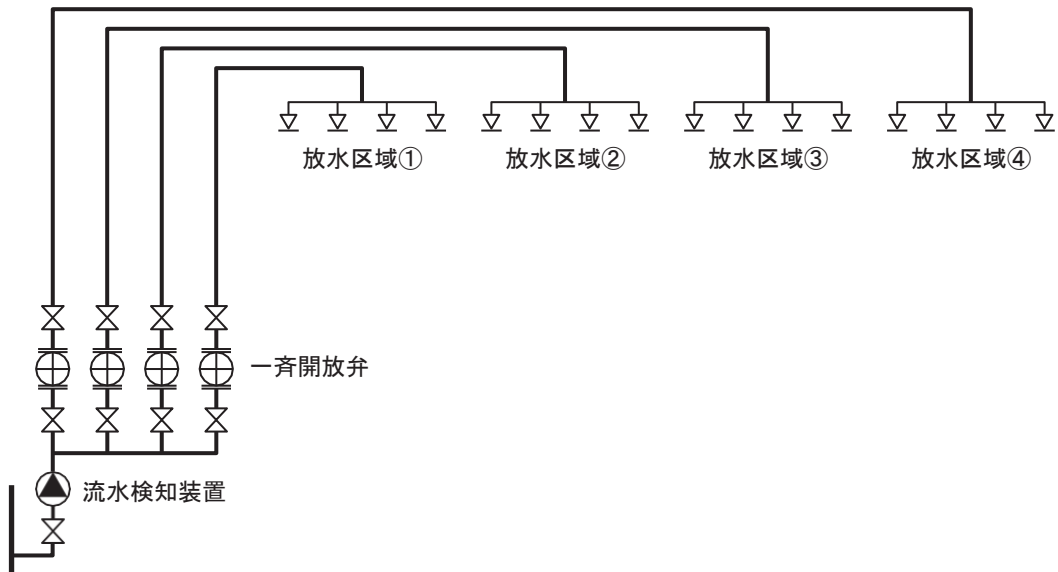 放水区域①
放水区域②
放水区域③
放水区域④
一斉開放弁
流水検知装置